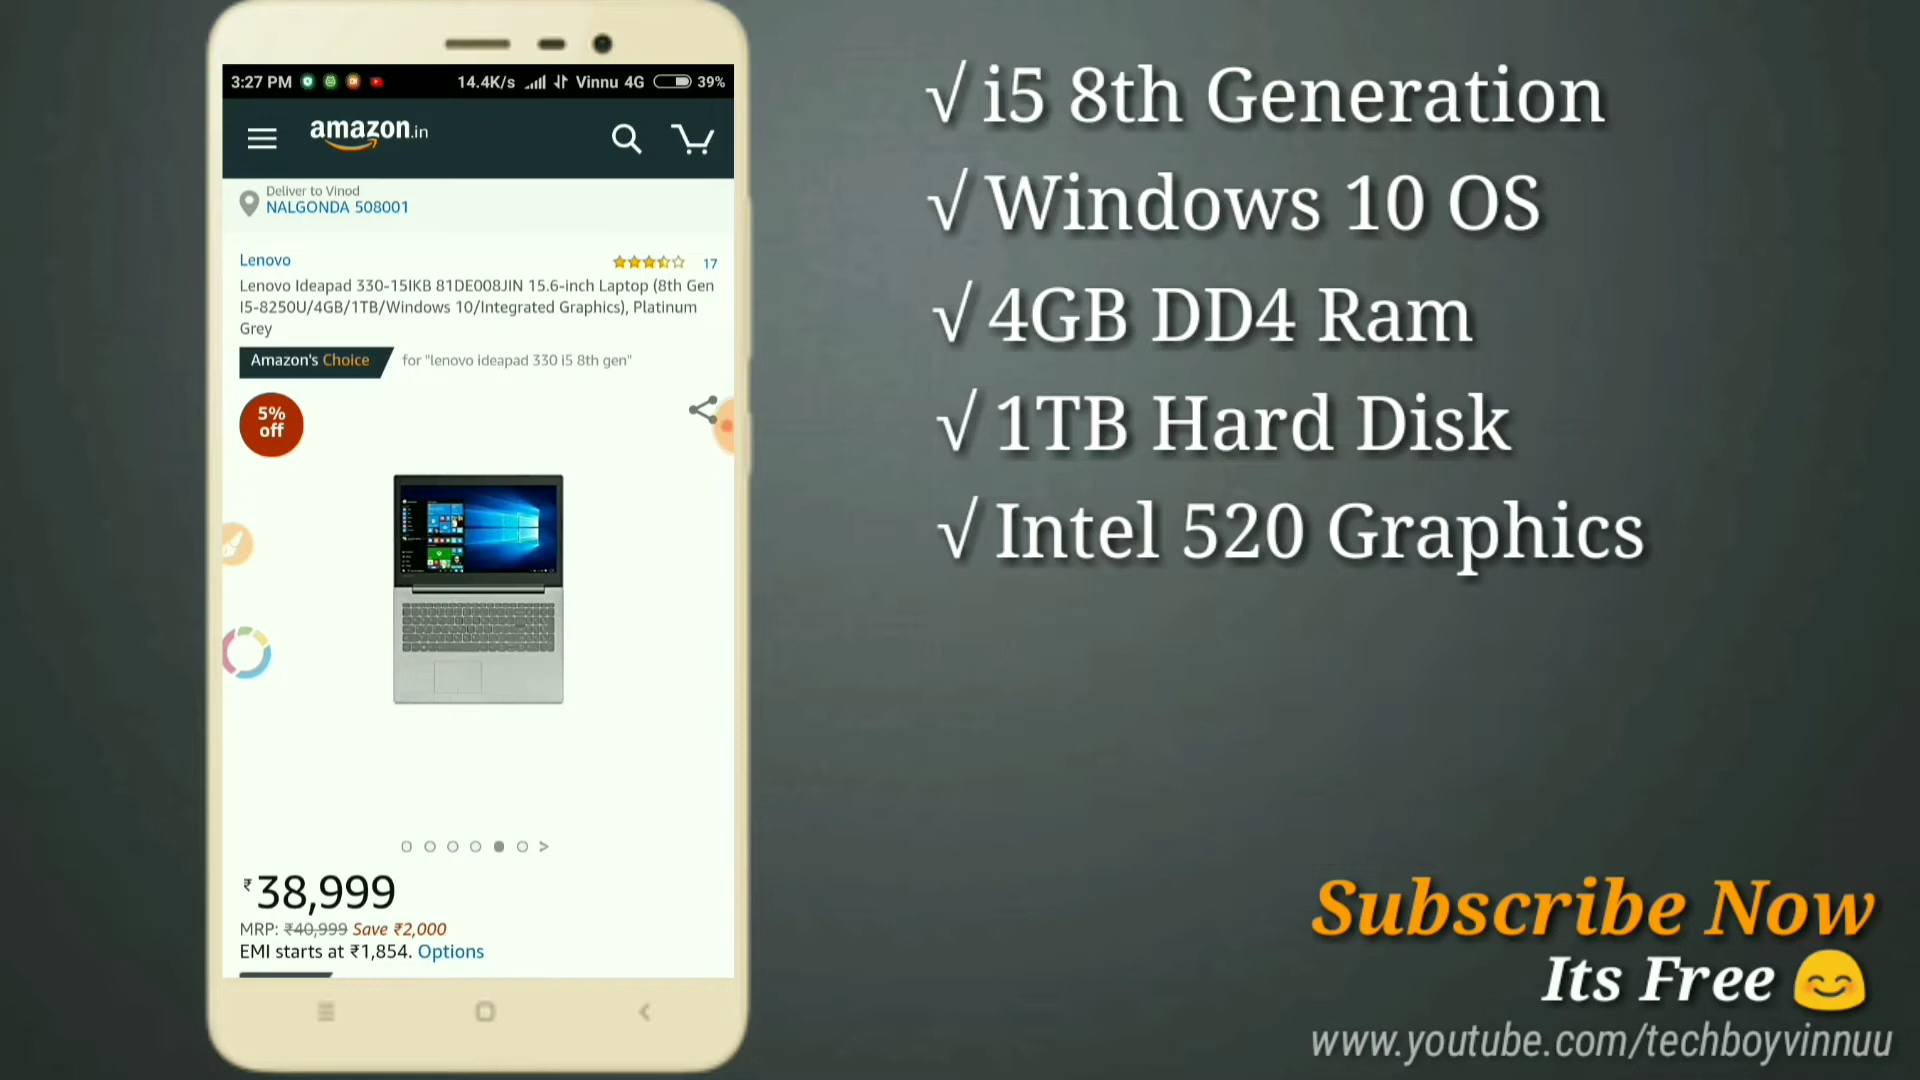 3:27 PM 14.4K/s Vinnu 4G 39%
amazon.in
Deliver to Vinod
NALGONDA 508001
Lenovo 17
Lenovo Ideapad 330-15IKB 81DE008JIN 15.6-inch Laptop (8th Gen
I5-8250U/4GB/1TB/Windows 10/Integrated Graphics), Platinum
Grey
Amazon's Choice for "lenovo ideapad 330 i5 8th gen"
5%
off
₹38,999
MRP: ₹40,999 Save ₹2,000
EMI starts at ₹1,854. Options
√ i5 8th Generation
√ Windows 10 OS
√ 4GB DD4 Ram
√ 1TB Hard Disk
√ Intel 520 Graphics
Subscribe Now
Its Free 😊
www.youtube.com/techboyvinnuu